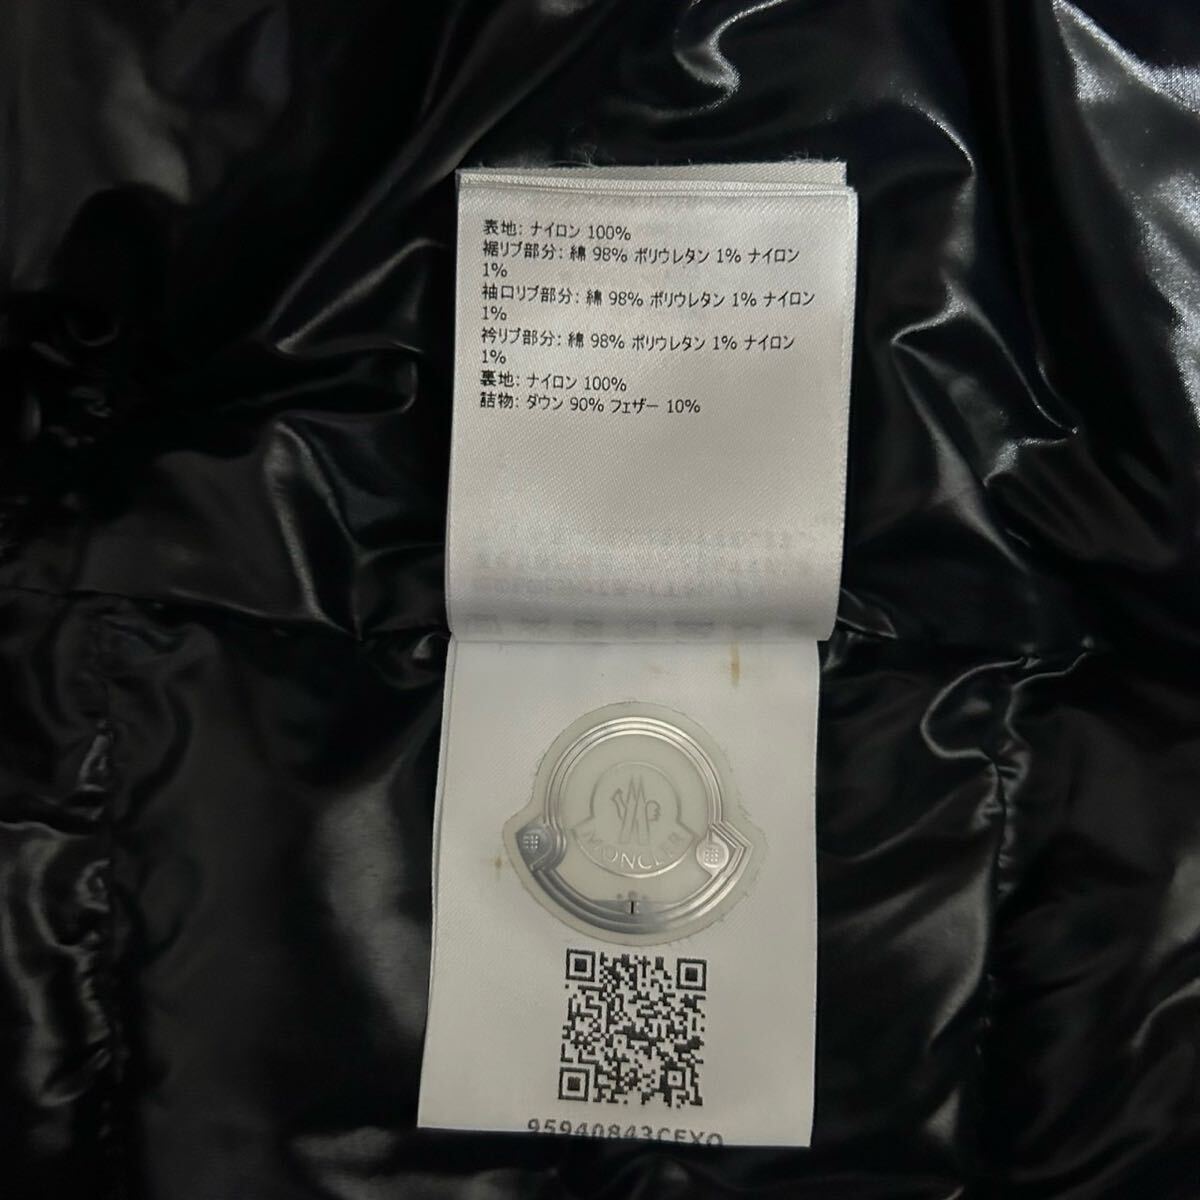 表地: ナイロン 100%
裾リブ部分: 綿 98% ポリウレタン 1% ナイロン
1%
袖口リブ部分: 綿 98% ポリウレタン 1% ナイロン
1%
衿リブ部分: 綿 98% ポリウレタン 1% ナイロン
1%
裏地: ナイロン 100%
詰物: ダウン 90% フェザー 10%
MONCLER